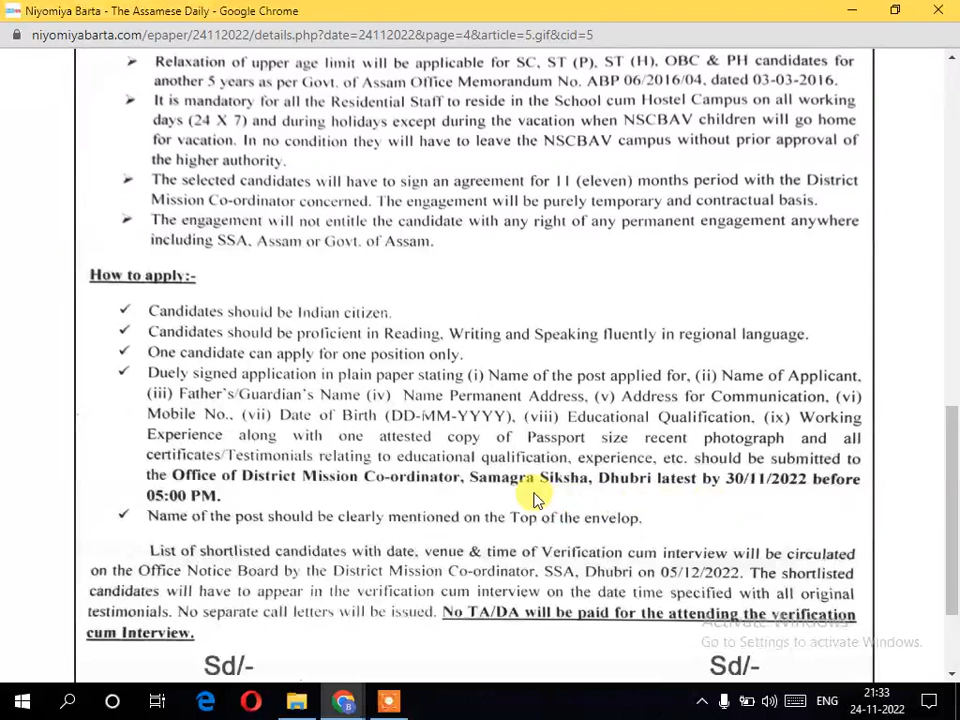 Niyomiya Barta - The Assamese Daily - Google Chrome
niyomiyabarta.com/epaper/24112022/details.php?date=24112022&page=4&article=5.gif&cid=5
➤ Relaxation of upper age limit will be applicable for SC, ST (P), ST (H), OBC & PH candidates for
another 5 years as per Govt. of Assam Office Memorandum No. ABP 06/2016/04, dated 03-03-2016.
➤ It is mandatory for all the Residential Staff to reside in the School cum Hostel Campus on all working
days (24 X 7) and during holidays except during the vacation when NSCBAV children will go home
for vacation. In no condition they will have to leave the NSCBAV campus without prior approval of
the higher authority.
➤ The selected candidates will have to sign an agreement for 11 (eleven) months period with the District
Mission Co-ordinator concerned. The engagement will be purely temporary and contractual basis.
➤ The engagement will not entitle the candidate with any right of any permanent engagement anywhere
including SSA, Assam or Govt. of Assam.
How to apply:-
✓ Candidates should be Indian citizen.
✓ Candidates should be proficient in Reading, Writing and Speaking fluently in regional language.
✓ One candidate can apply for one position only.
✓ Duely signed application in plain paper stating (i) Name of the post applied for, (ii) Name of Applicant,
(iii) Father's/Guardian's Name (iv) Name Permanent Address, (v) Address for Communication, (vi)
Mobile No., (vii) Date of Birth (DD-MM-YYYY), (viii) Educational Qualification, (ix) Working
Experience along with one attested copy of Passport size recent photograph and all
certificates/Testimonials relating to educational qualification, experience, etc. should be submitted to
the Office of District Mission Co-ordinator, Samagra Siksha, Dhubri latest by 30/11/2022 before
05:00 PM.
✓ Name of the post should be clearly mentioned on the Top of the envelop.
List of shortlisted candidates with date, venue & time of Verification cum interview will be circulated
on the Office Notice Board by the District Mission Co-ordinator, SSA, Dhubri on 05/12/2022. The shortlisted
candidates will have to appear in the verification cum interview on the date time specified with all original
testimonials. No separate call letters will be issued. No TA/DA will be paid for the attending the verification
cum Interview.
Activate Windows
Go to Settings to activate Windows.
Sd/- Sd/-
ENG
21:33
24-11-2022